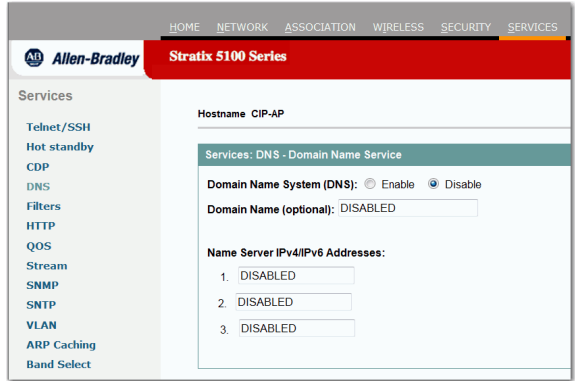 HOME NETWORK ASSOCIATION WIRELESS SECURITY SERVICES
AB Allen-Bradley
Stratix 5100 Series
Services
Telnet/SSH
Hot standby
CDP
DNS
Filters
HTTP
QOS
Stream
SNMP
SNTP
VLAN
ARP Caching
Band Select
Hostname CIP-AP
Services: DNS - Domain Name Service
Domain Name System (DNS): Enable Disable
Domain Name (optional): DISABLED
Name Server IPv4/IPv6 Addresses:
1. DISABLED
2. DISABLED
3. DISABLED